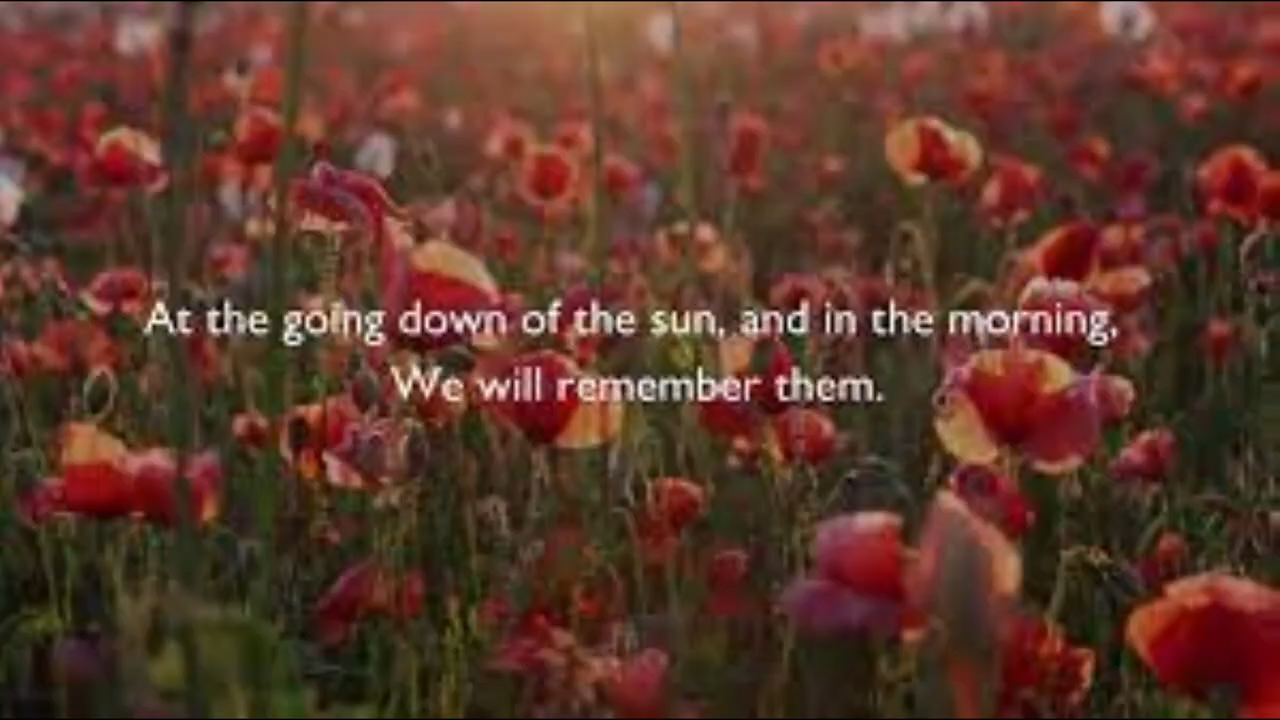 At the going down of the sun, and in the morning,
We will remember them.